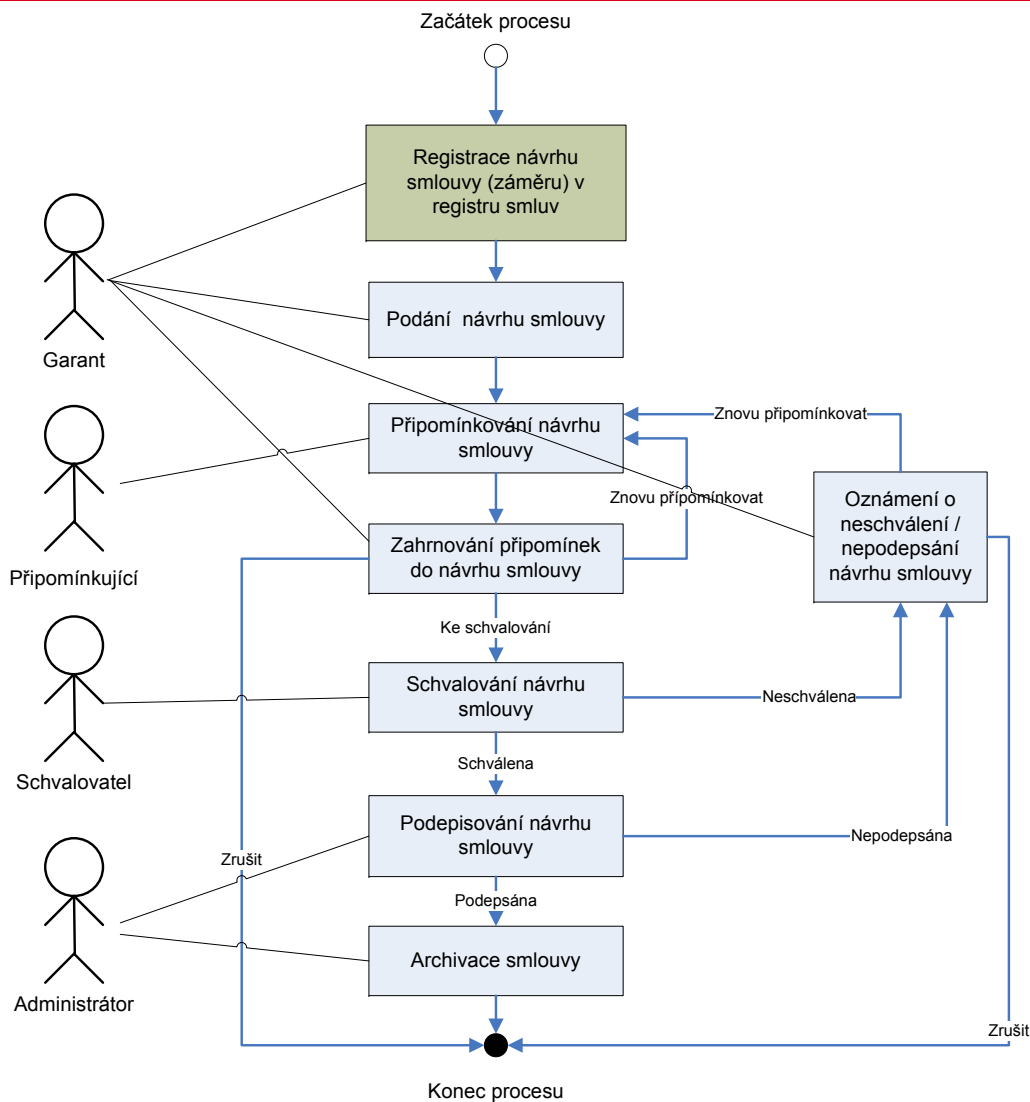 Začátek procesu
Registrace návrhu
smlouvy (záměru) v
registru smluv
Garant
Podání návrhu smlouvy
Připomínkování návrhu
smlouvy
Znovu připomínkovat
Znovu přípomínkovat
Oznámení o
neschválení /
nepodepsání
návrhu smlouvy
Připomínkující
Zahrnování připomínek
do návrhu smlouvy
Ke schvalování
Schvalování návrhu
smlouvy
Neschválena
Schvalovatel
Schválena
Podepisování návrhu
smlouvy
Nepodepsána
Zrušit
Podepsána
Archivace smlouvy
Administrátor
Zrušit
Konec procesu